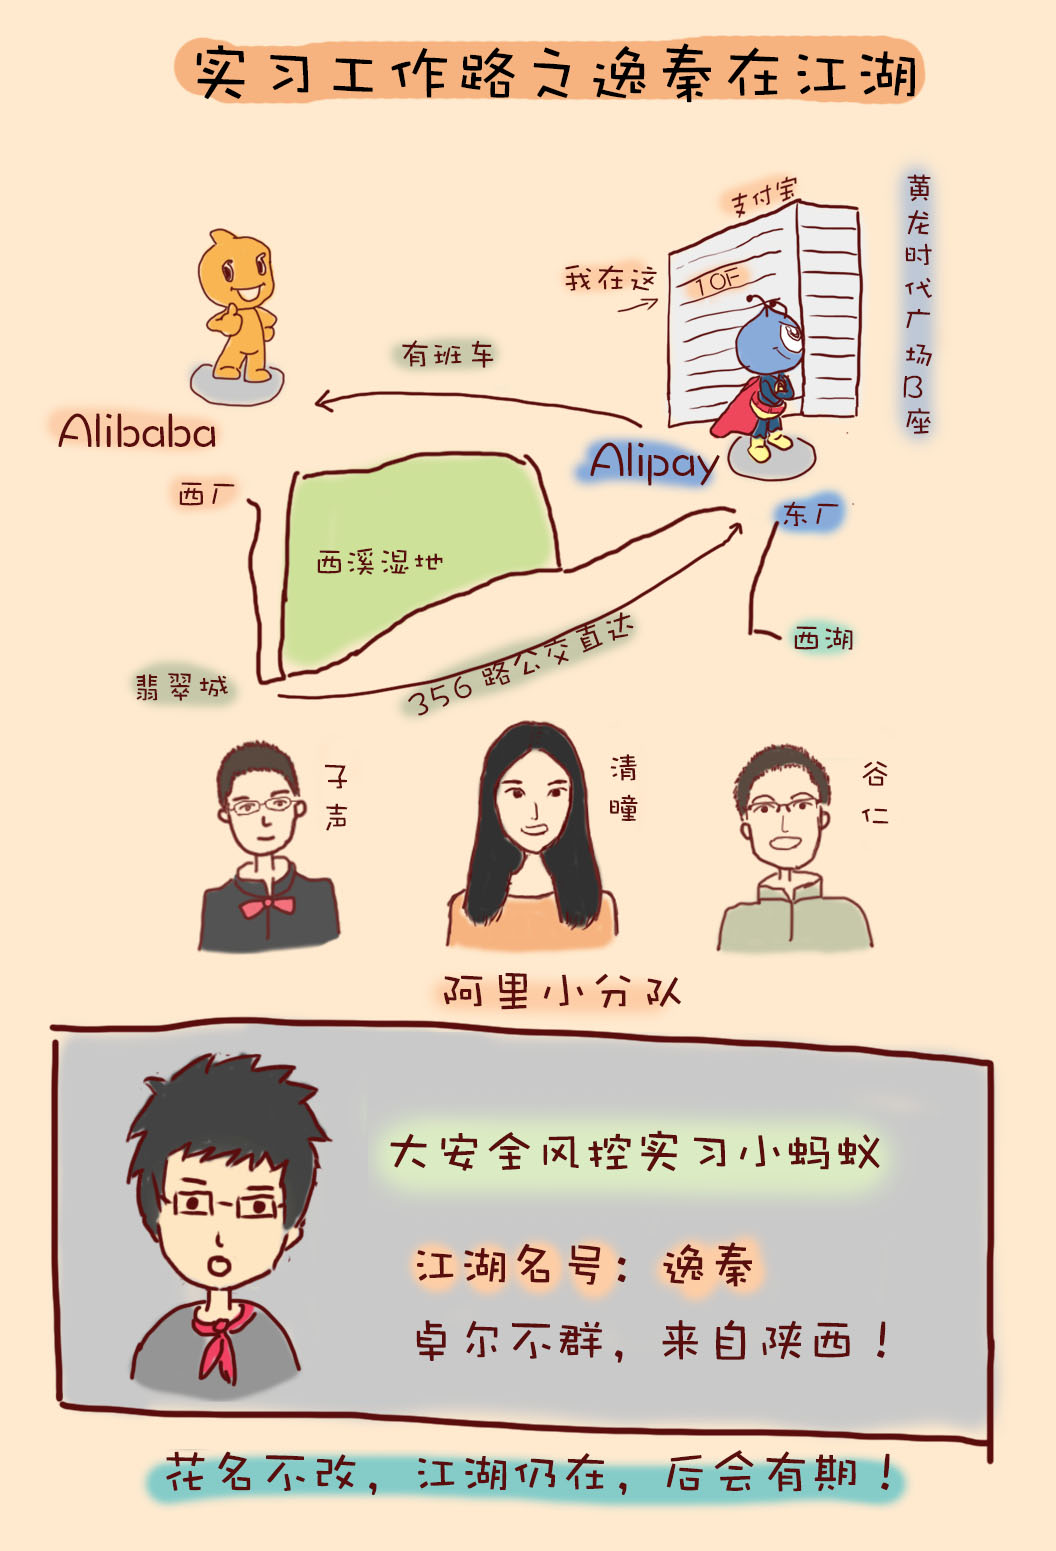 实习工作路之逸秦在江湖
支付宝
黄龙时代广场B座
我在这
10F
有班车
Alibaba
Alipay
西厂
东厂
西溪湿地
西湖
356路公交直达
翡翠城
子声
清瞳
谷仁
阿里小分队
大安全风控实习小蚂蚁
江湖名号：逸秦
卓尔不群，来自陕西！
花名不改，江湖仍在，后会有期！